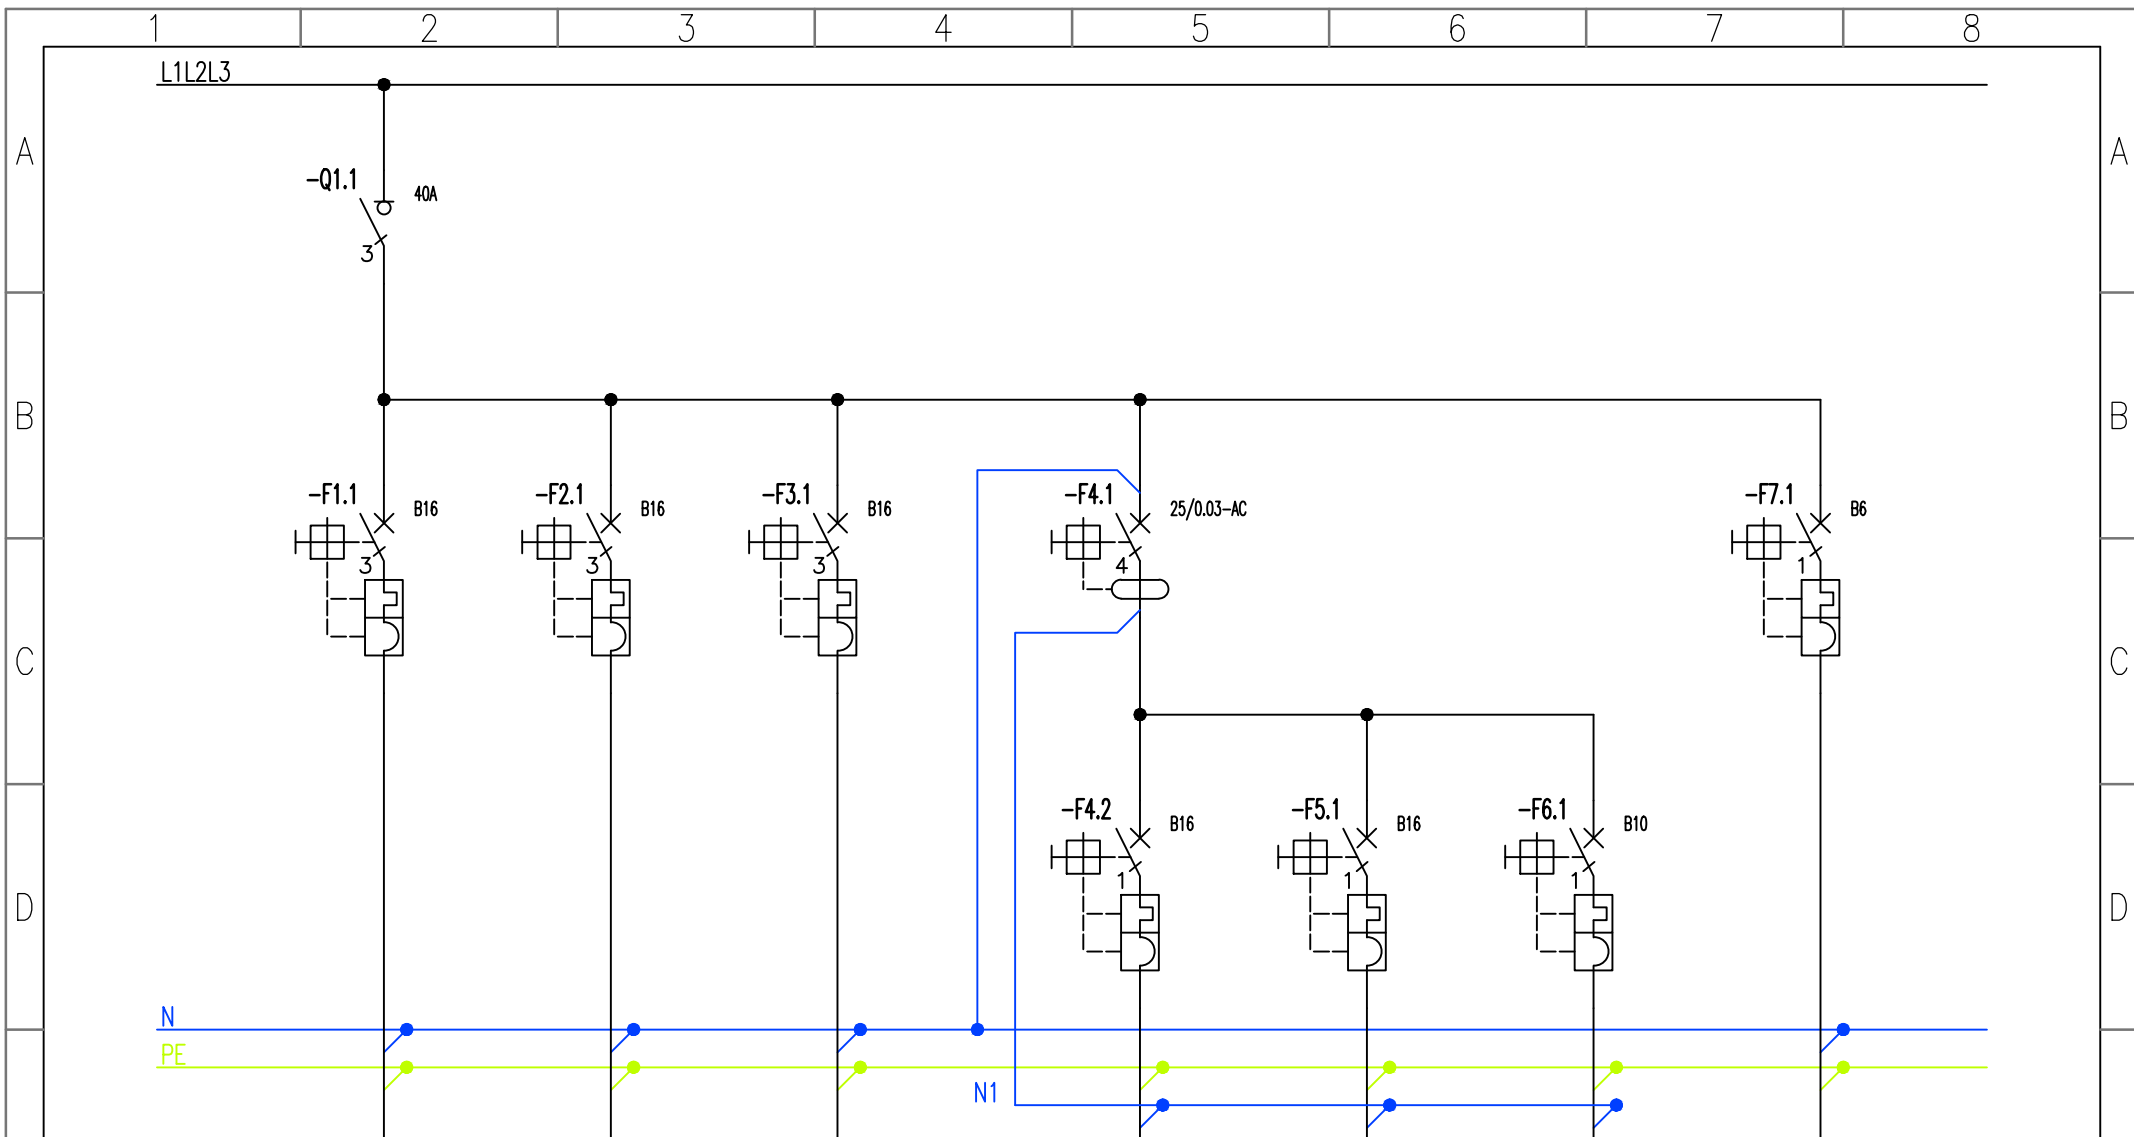 1 2 3 4 5 6 7 8
L1L2L3
A A
-Q1.1 40A
3
B B
-F1.1 B16 -F2.1 B16 -F3.1 B16 -F4.1 25/0.03-AC -F7.1 B6
3 3 3 4 1
C C
-F4.2 B16 -F5.1 B16 -F6.1 B10
1 1 1
D D
N
PE
N1